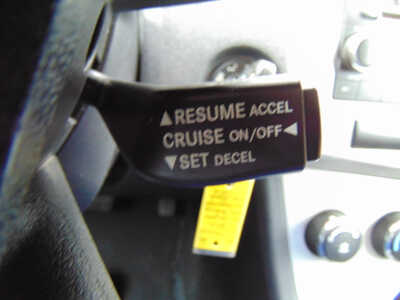 ▲RESUME ACCEL
CRUISE ON/OFF◀
▼SET DECEL